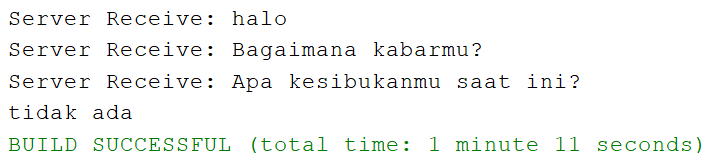 Server Receive: halo
Server Receive: Bagaimana kabarmu?
Server Receive: Apa kesibukanmu saat ini?
tidak ada
BUILD SUCCESSFUL (total time: 1 minute 11 seconds)